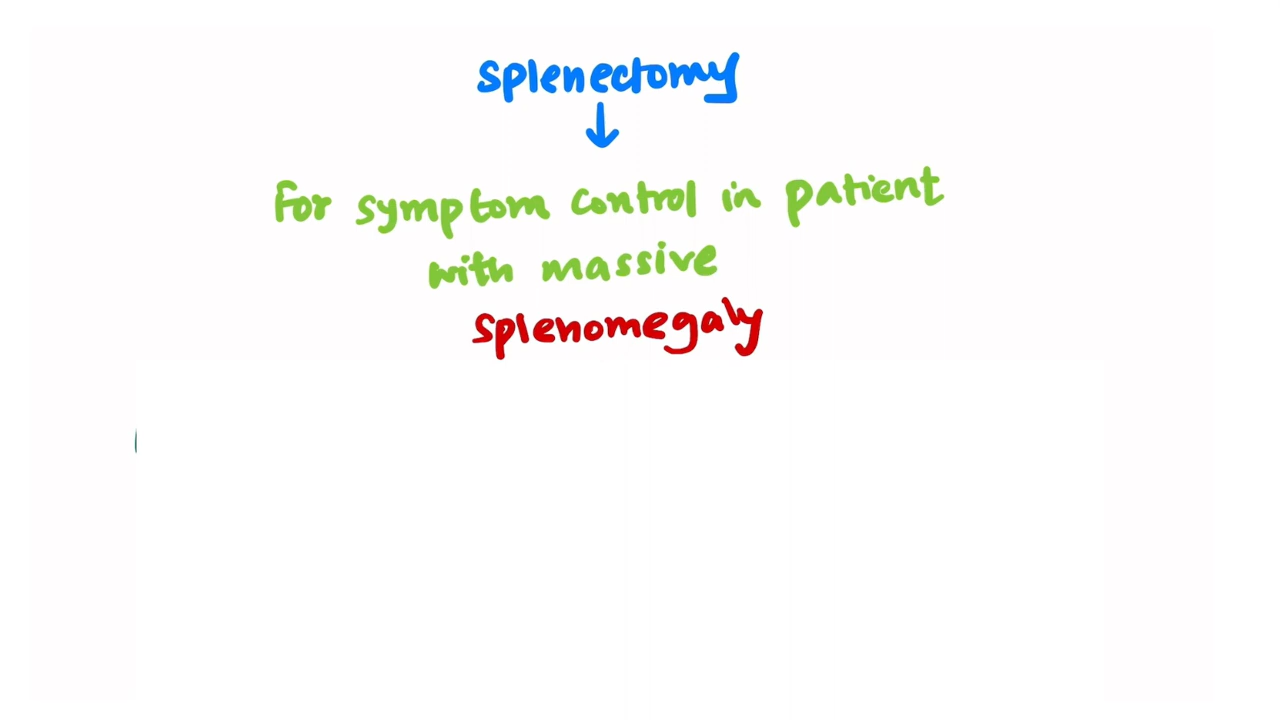 splenectomy
For symptom control in patient
with massive
splenomegaly